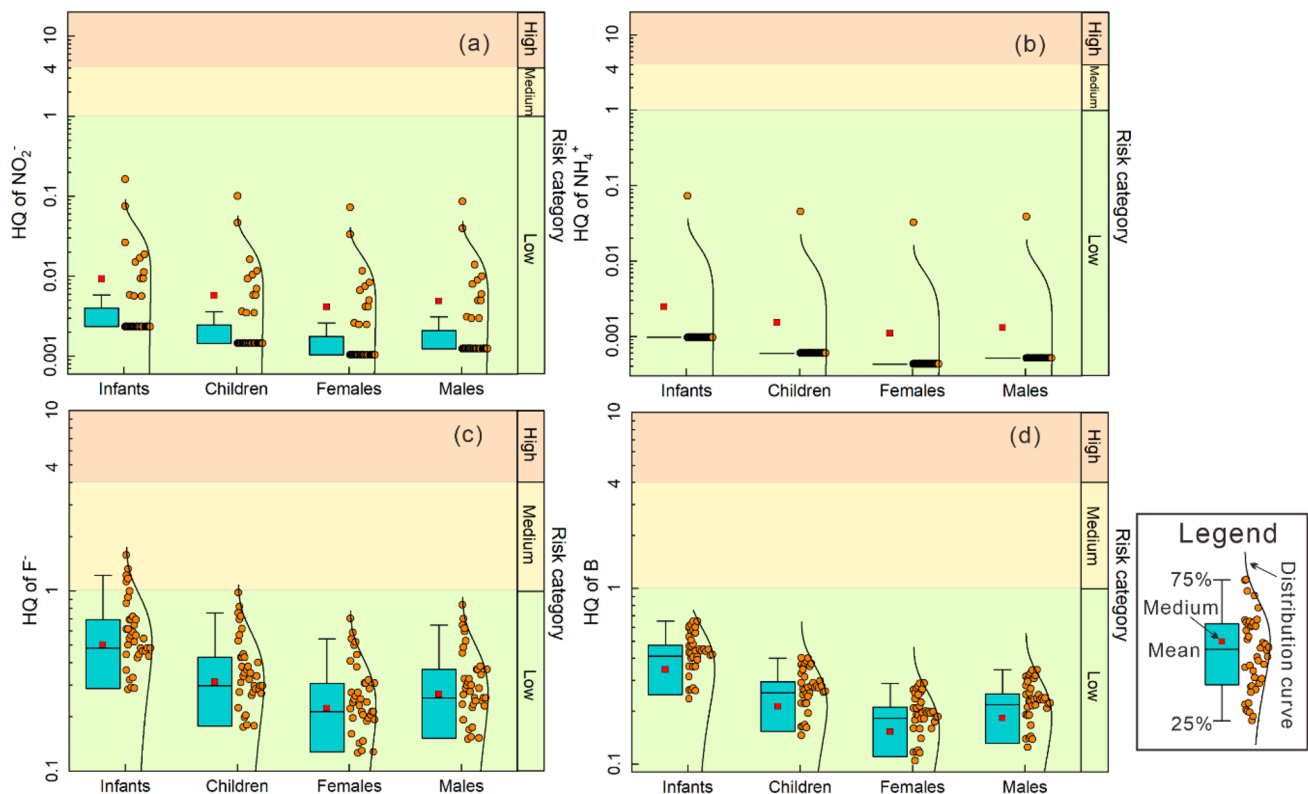 (a)
HQ of NO₂⁻
10
4
1
0.1
0.01
0.001
Infants
Children
Females
Males
High
Medium
Low
Risk category
(b)
HQ of NH₄⁺
10
4
1
0.1
0.01
0.001
Infants
Children
Females
Males
High
Medium
Low
Risk category
(c)
HQ of F⁻
10
4
1
0.1
Infants
Children
Females
Males
High
Medium
Low
Risk category
(d)
HQ of B
10
4
1
0.1
Infants
Children
Females
Males
High
Medium
Low
Risk category
Legend
75%
Medium
Mean
25%
Distribution curve